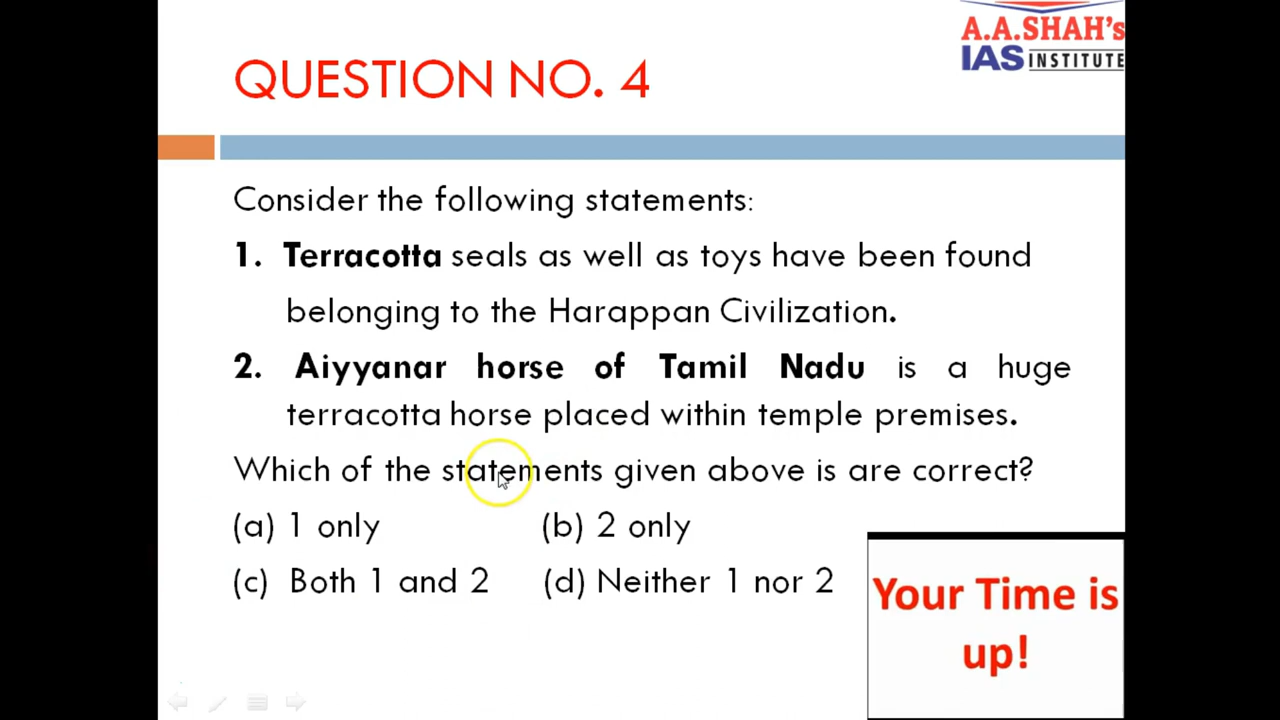 A.A.SHAH's
IAS INSTITUTE
QUESTION NO. 4
Consider the following statements:
1. Terracotta seals as well as toys have been found
belonging to the Harappan Civilization.
2. Aiyyanar horse of Tamil Nadu is a huge
terracotta horse placed within temple premises.
Which of the statements given above is are correct?
(a) 1 only (b) 2 only
(c) Both 1 and 2 (d) Neither 1 nor 2
Your Time is
up!